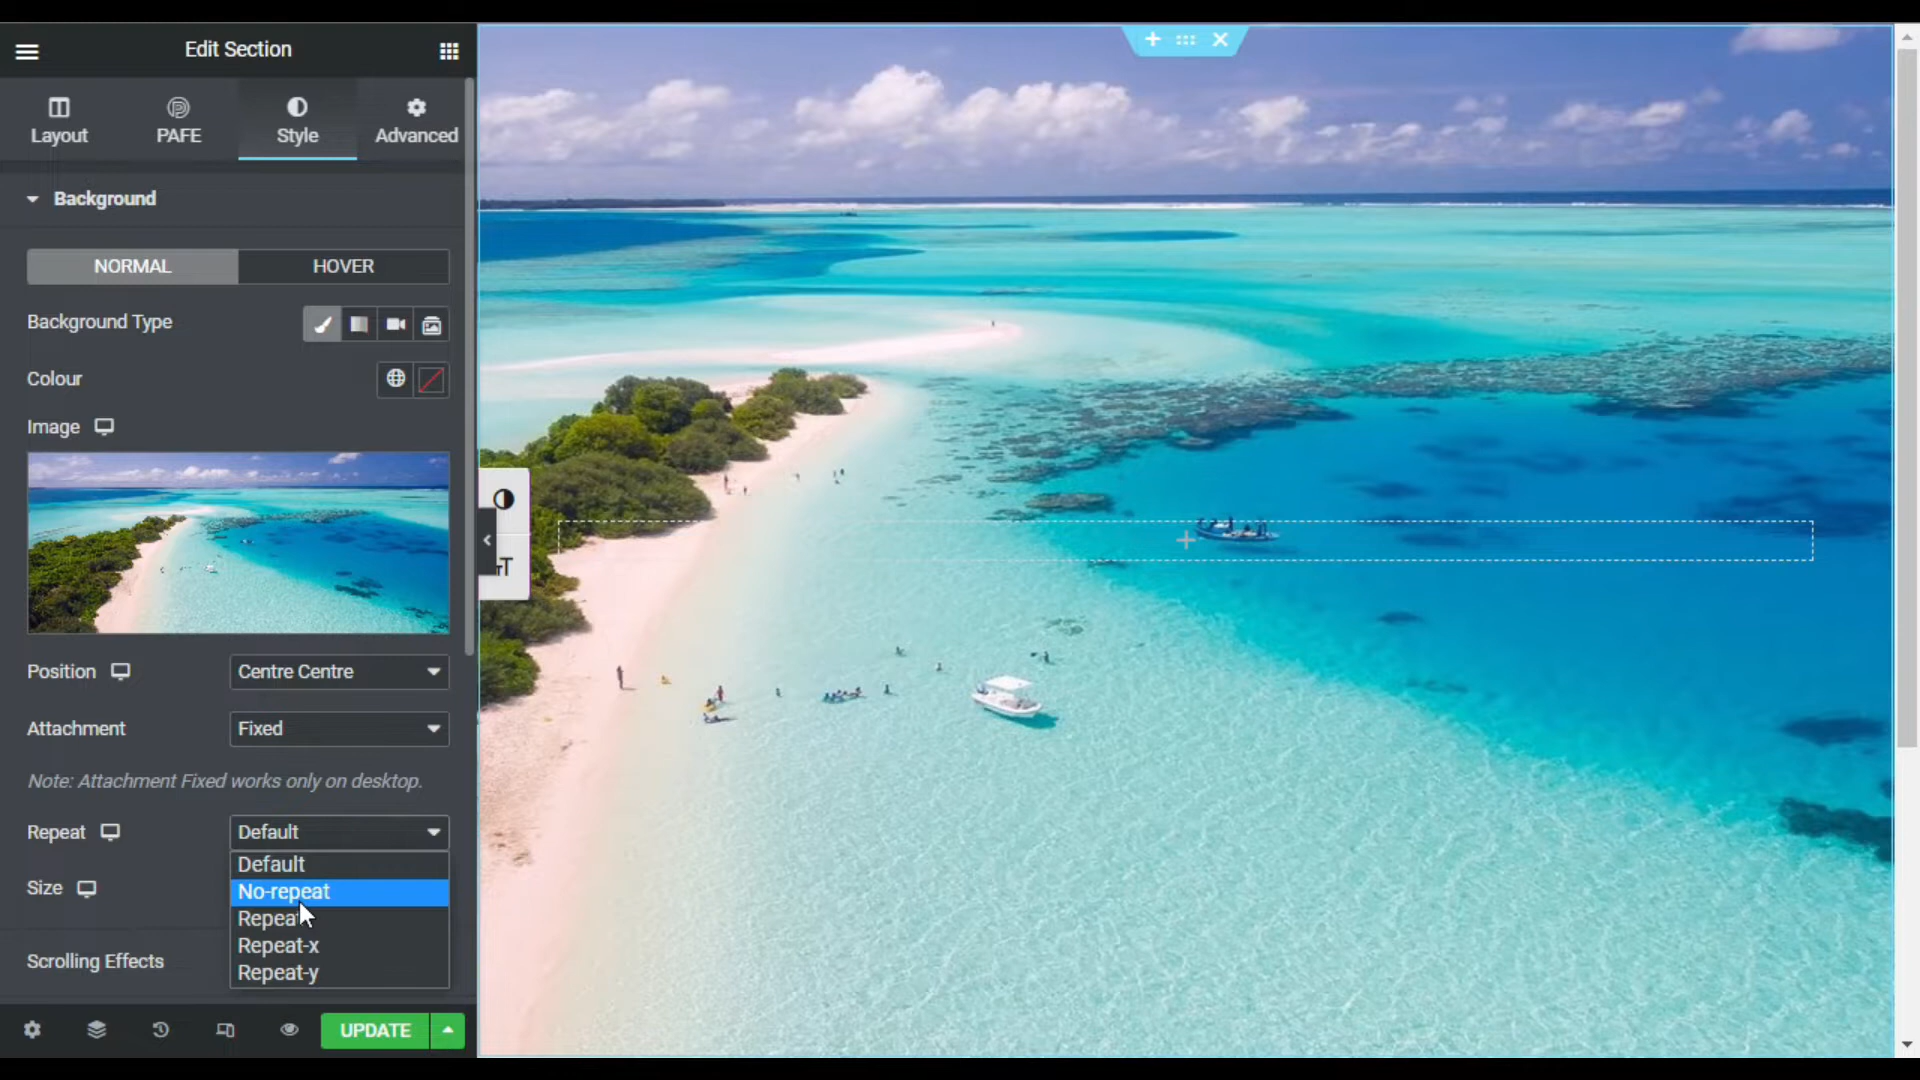 Edit Section
Layout
PAFE
Style
Advanced
Background
NORMAL
HOVER
Background Type
Colour
Image
Position
Centre Centre
Attachment
Fixed
Note: Attachment Fixed works only on desktop.
Repeat
Default
Default
No-repeat
Size
Repeat
Repeat-x
Scrolling Effects
Repeat-y
UPDATE